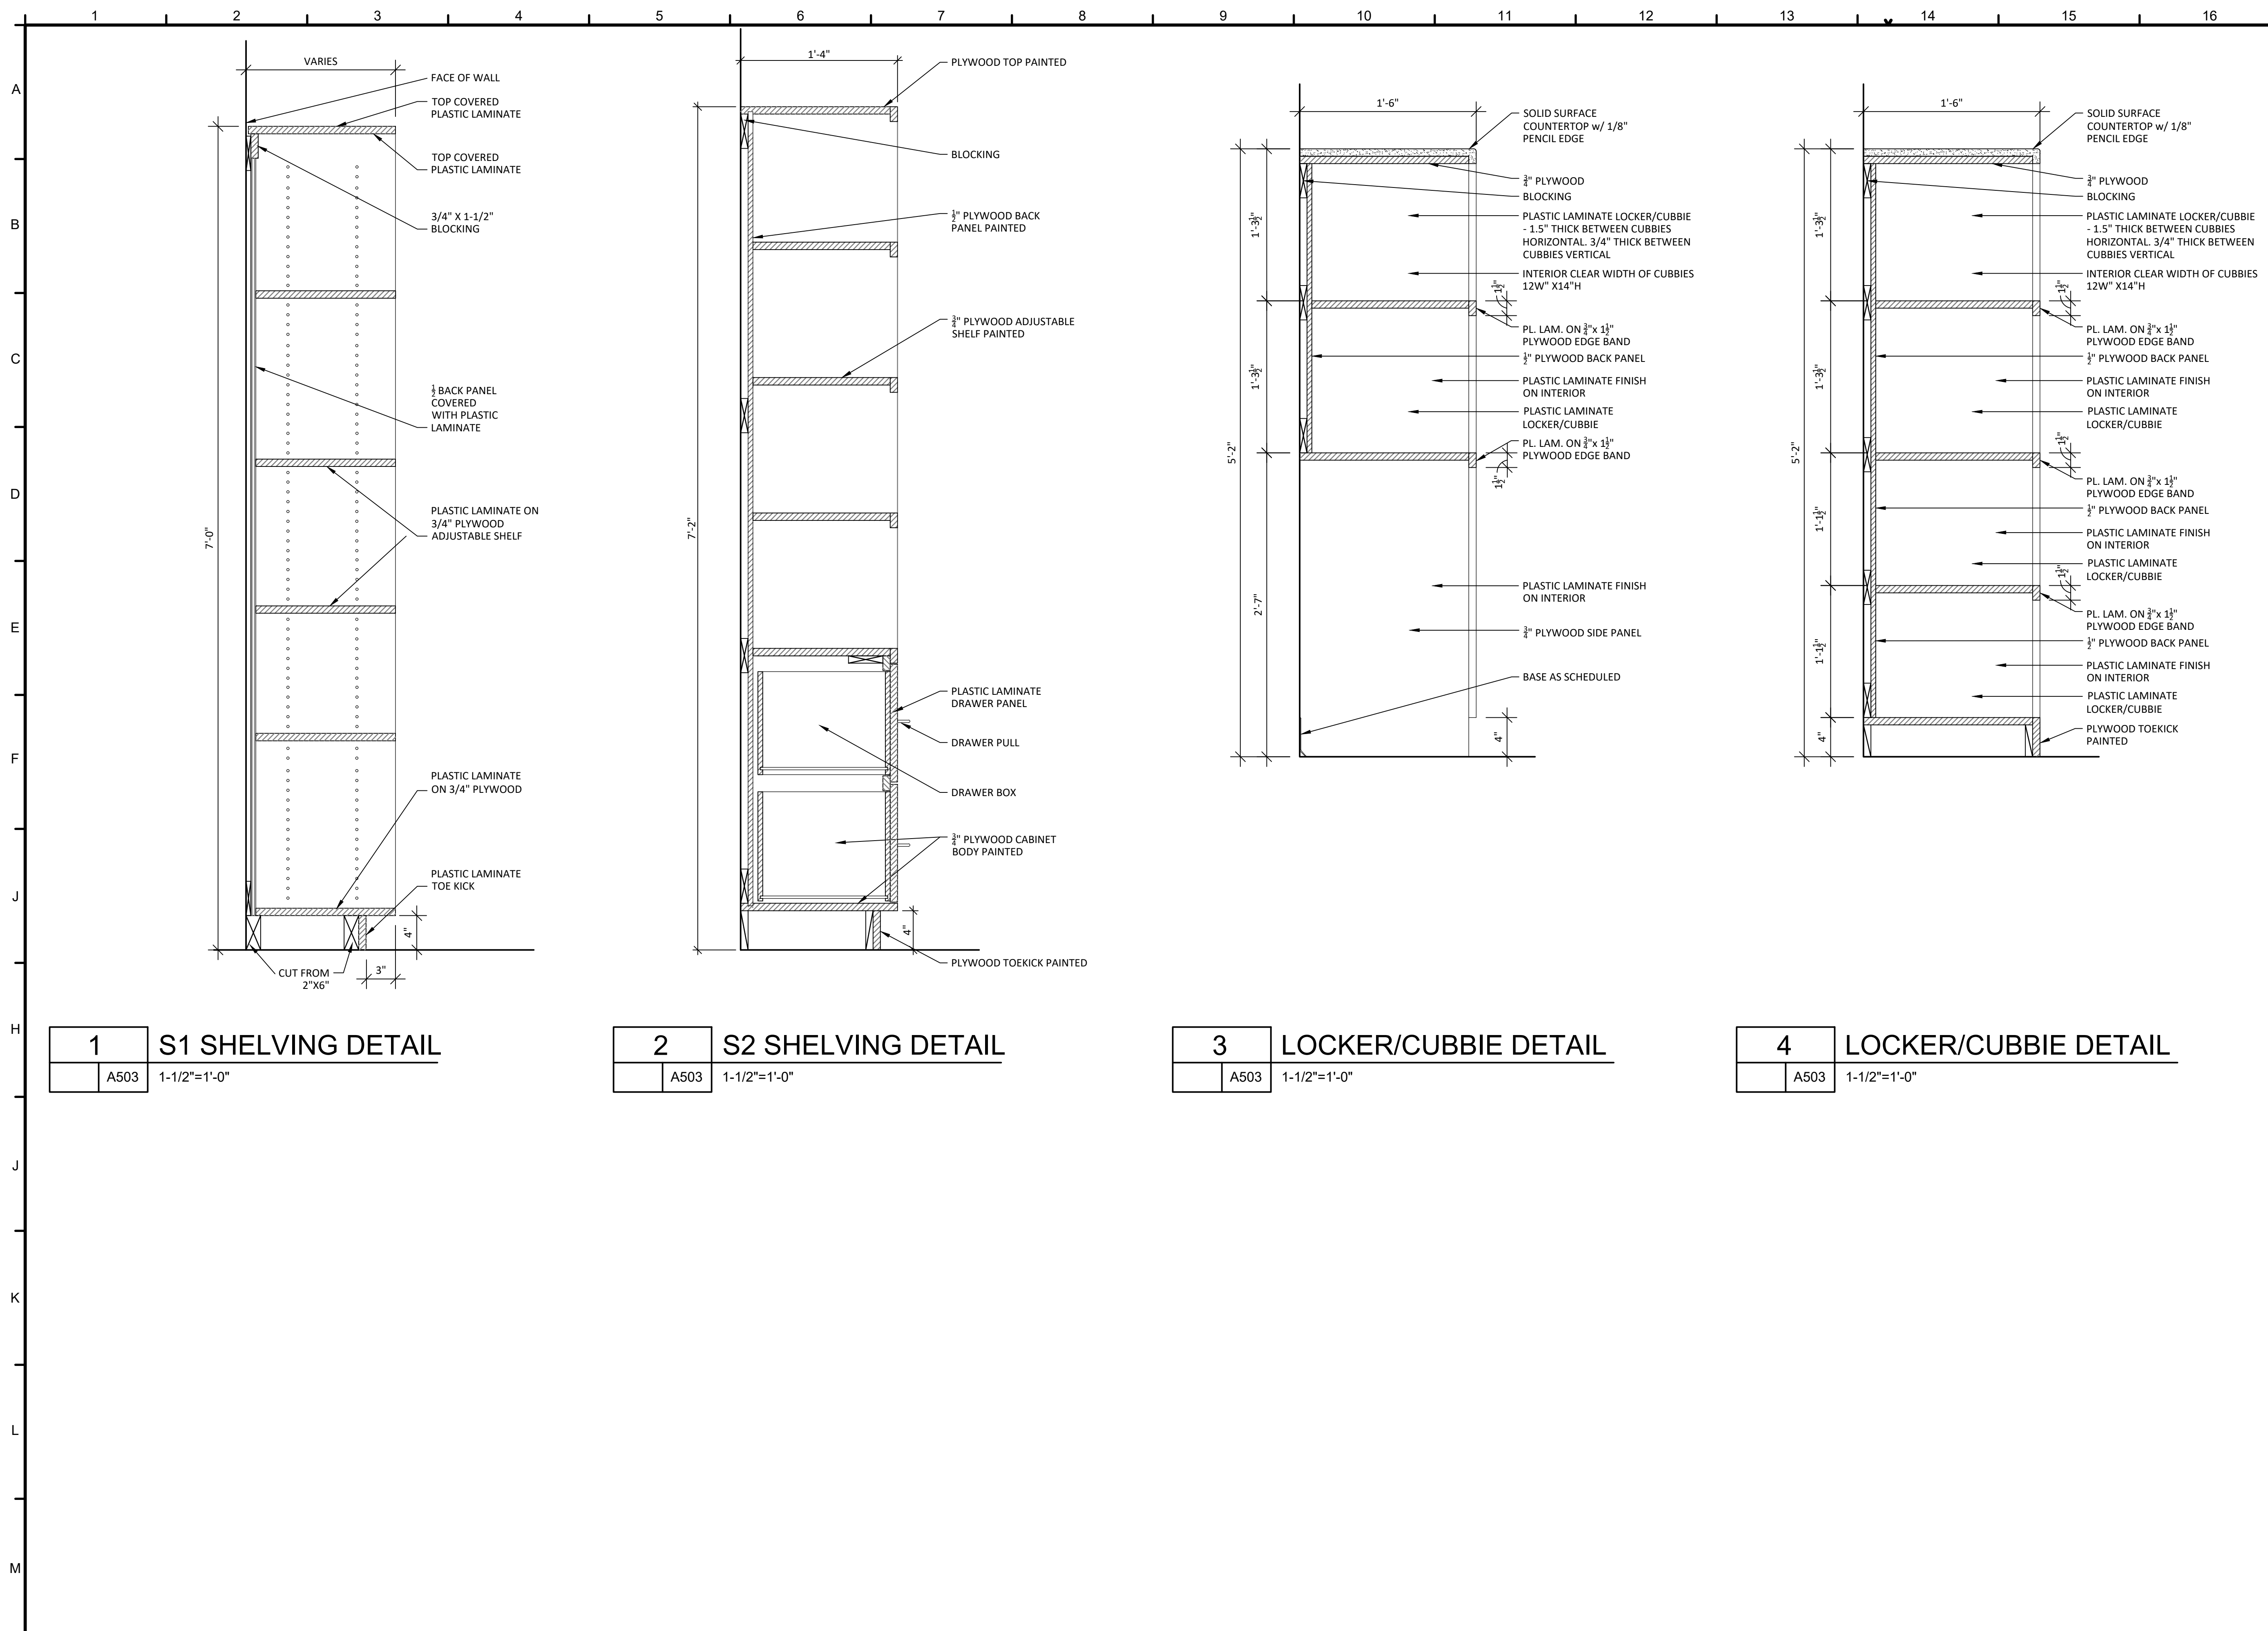 1 2 3 4 5 6 7 8 9 10 11 12 13 14 15 16
A
B
C
D
E
F
J
H
J
K
L
M
VARIES
FACE OF WALL
TOP COVERED
PLASTIC LAMINATE
TOP COVERED
PLASTIC LAMINATE
3/4" X 1-1/2"
BLOCKING
½ BACK PANEL
COVERED
WITH PLASTIC
LAMINATE
PLASTIC LAMINATE ON
3/4" PLYWOOD
ADJUSTABLE SHELF
7'-0"
PLASTIC LAMINATE
ON 3/4" PLYWOOD
PLASTIC LAMINATE
TOE KICK
4"
3"
CUT FROM
2"X6"
1
S1 SHELVING DETAIL
A503
1-1/2"=1'-0"
1'-4"
PLYWOOD TOP PAINTED
BLOCKING
½" PLYWOOD BACK
PANEL PAINTED
¾" PLYWOOD ADJUSTABLE
SHELF PAINTED
7'-2"
PLASTIC LAMINATE
DRAWER PANEL
DRAWER PULL
DRAWER BOX
¾" PLYWOOD CABINET
BODY PAINTED
4"
PLYWOOD TOEKICK PAINTED
2
S2 SHELVING DETAIL
A503
1-1/2"=1'-0"
1'-6"
SOLID SURFACE
COUNTERTOP w/ 1/8"
PENCIL EDGE
¾" PLYWOOD
BLOCKING
PLASTIC LAMINATE LOCKER/CUBBIE
- 1.5" THICK BETWEEN CUBBIES
HORIZONTAL. 3/4" THICK BETWEEN
CUBBIES VERTICAL
INTERIOR CLEAR WIDTH OF CUBBIES
12W" X14"H
1'-3½"
1½"
PL. LAM. ON ¾"x 1½"
PLYWOOD EDGE BAND
½" PLYWOOD BACK PANEL
PLASTIC LAMINATE FINISH
ON INTERIOR
PLASTIC LAMINATE
LOCKER/CUBBIE
1'-3½"
PL. LAM. ON ¾"x 1½"
PLYWOOD EDGE BAND
1½"
5'-2"
2'-7"
PLASTIC LAMINATE FINISH
ON INTERIOR
¾" PLYWOOD SIDE PANEL
BASE AS SCHEDULED
4"
3
LOCKER/CUBBIE DETAIL
A503
1-1/2"=1'-0"
1'-6"
SOLID SURFACE
COUNTERTOP w/ 1/8"
PENCIL EDGE
¾" PLYWOOD
BLOCKING
PLASTIC LAMINATE LOCKER/CUBBIE
- 1.5" THICK BETWEEN CUBBIES
HORIZONTAL. 3/4" THICK BETWEEN
CUBBIES VERTICAL
INTERIOR CLEAR WIDTH OF CUBBIES
12W" X14"H
1'-3½"
1½"
PL. LAM. ON ¾"x 1½"
PLYWOOD EDGE BAND
½" PLYWOOD BACK PANEL
PLASTIC LAMINATE FINISH
ON INTERIOR
PLASTIC LAMINATE
LOCKER/CUBBIE
1'-3½"
1½"
5'-2"
PL. LAM. ON ¾"x 1½"
PLYWOOD EDGE BAND
½" PLYWOOD BACK PANEL
PLASTIC LAMINATE FINISH
ON INTERIOR
PLASTIC LAMINATE
LOCKER/CUBBIE
1'-1½"
1½"
PL. LAM. ON ¾"x 1½"
PLYWOOD EDGE BAND
½" PLYWOOD BACK PANEL
PLASTIC LAMINATE FINISH
ON INTERIOR
PLASTIC LAMINATE
LOCKER/CUBBIE
1'-1½"
PLYWOOD TOEKICK
PAINTED
4"
4
LOCKER/CUBBIE DETAIL
A503
1-1/2"=1'-0"